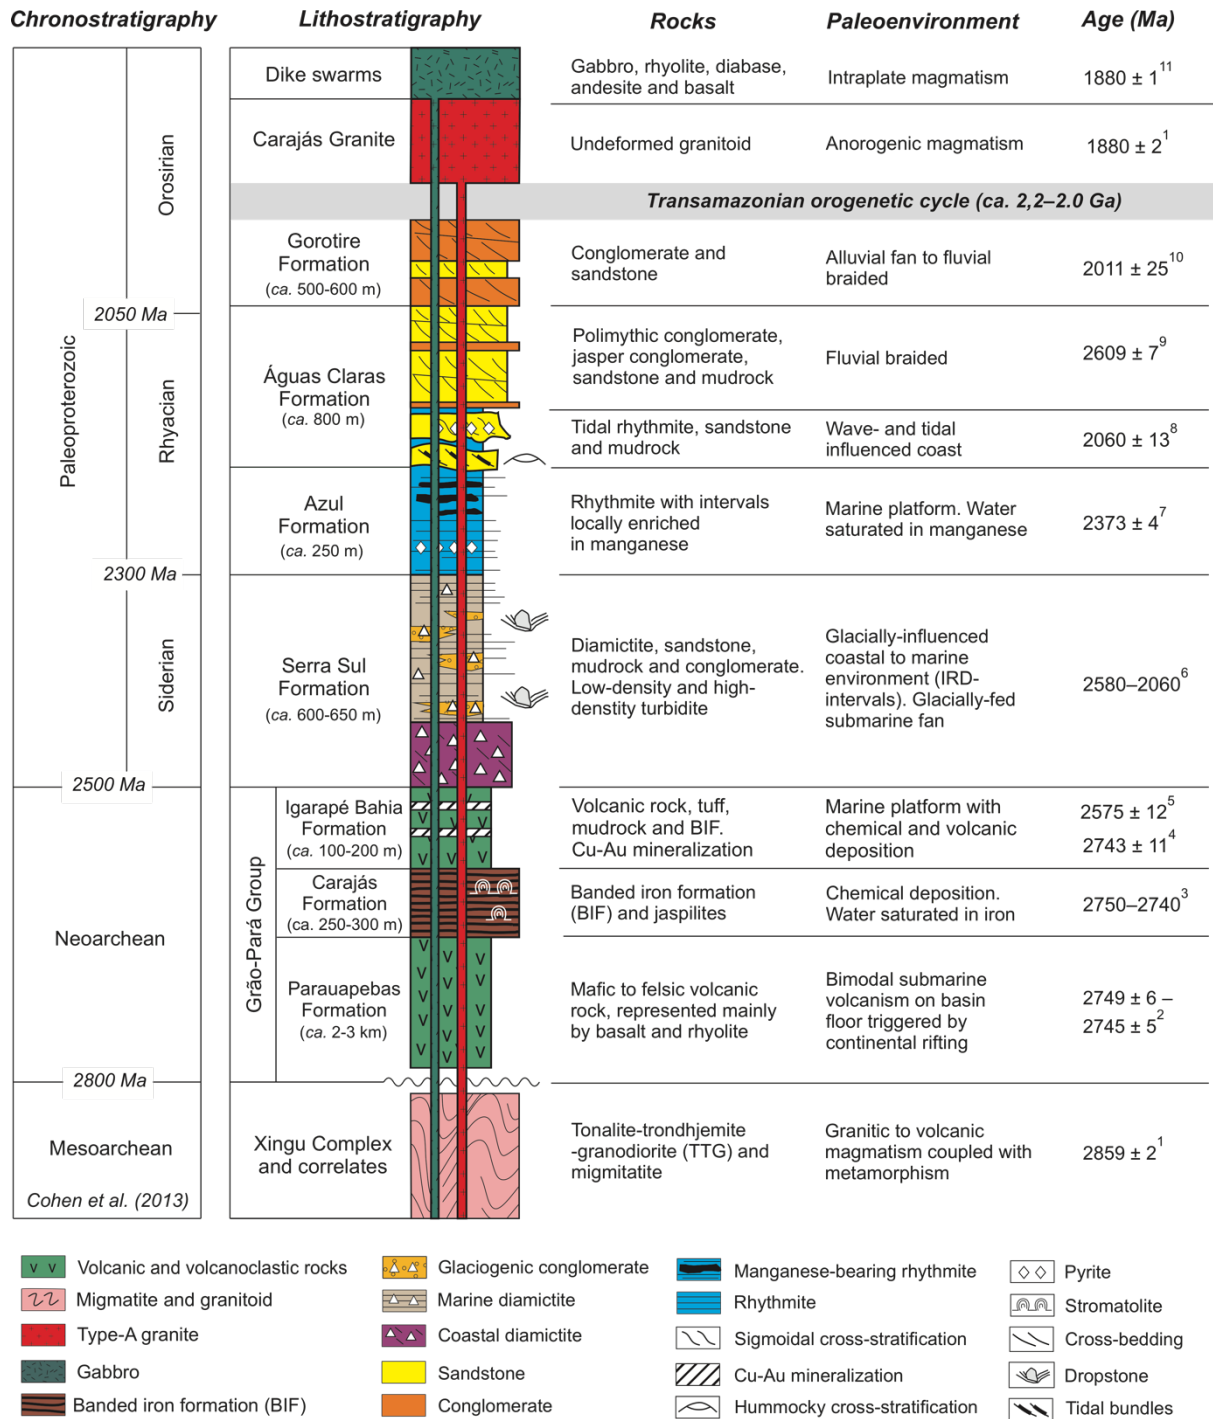 Chronostratigraphy
Lithostratigraphy
Rocks
Paleoenvironment
Age (Ma)
Paleoproterozoic
Orosirian
2050 Ma
Rhyacian
2300 Ma
Siderian
2500 Ma
Neoarchean
2800 Ma
Mesoarchean
Cohen et al. (2013)
Dike swarms
Gabbro, rhyolite, diabase,
andesite and basalt
Intraplate magmatism
1880 ± 1¹¹
Carajás Granite
Undeformed granitoid
Anorogenic magmatism
1880 ± 2¹
Transamazonian orogenetic cycle (ca. 2,2–2.0 Ga)
Gorotire
Formation
(ca. 500-600 m)
Conglomerate and
sandstone
Alluvial fan to fluvial
braided
2011 ± 25¹⁰
Águas Claras
Formation
(ca. 800 m)
Polimythic conglomerate,
jasper conglomerate,
sandstone and mudrock
Fluvial braided
2609 ± 7⁹
Tidal rhythmite, sandstone
and mudrock
Wave- and tidal
influenced coast
2060 ± 13⁸
Azul
Formation
(ca. 250 m)
Rhythmite with intervals
locally enriched
in manganese
Marine platform. Water
saturated in manganese
2373 ± 4⁷
Serra Sul
Formation
(ca. 600-650 m)
Diamictite, sandstone,
mudrock and conglomerate.
Low-density and high-
denstity turbidite
Glacially-influenced
coastal to marine
environment (IRD-
intervals). Glacially-fed
submarine fan
2580–2060⁶
Grão-Pará Group
Igarapé Bahia
Formation
(ca. 100-200 m)
Volcanic rock, tuff,
mudrock and BIF.
Cu-Au mineralization
Marine platform with
chemical and volcanic
deposition
2575 ± 12⁵
2743 ± 11⁴
Carajás
Formation
(ca. 250-300 m)
Banded iron formation
(BIF) and jaspilites
Chemical deposition.
Water saturated in iron
2750–2740³
Parauapebas
Formation
(ca. 2-3 km)
Mafic to felsic volcanic
rock, represented mainly
by basalt and rhyolite
Bimodal submarine
volcanism on basin
floor triggered by
continental rifting
2749 ± 6 –
2745 ± 5²
Xingu Complex
and correlates
Tonalite-trondhjemite
-granodiorite (TTG) and
migmitatite
Granitic to volcanic
magmatism coupled with
metamorphism
2859 ± 2¹
Volcanic and volcanoclastic rocks
Migmatite and granitoid
Type-A granite
Gabbro
Banded iron formation (BIF)
Glaciogenic conglomerate
Marine diamictite
Coastal diamictite
Sandstone
Conglomerate
Manganese-bearing rhythmite
Rhythmite
Sigmoidal cross-stratification
Cu-Au mineralization
Hummocky cross-stratification
Pyrite
Stromatolite
Cross-bedding
Dropstone
Tidal bundles